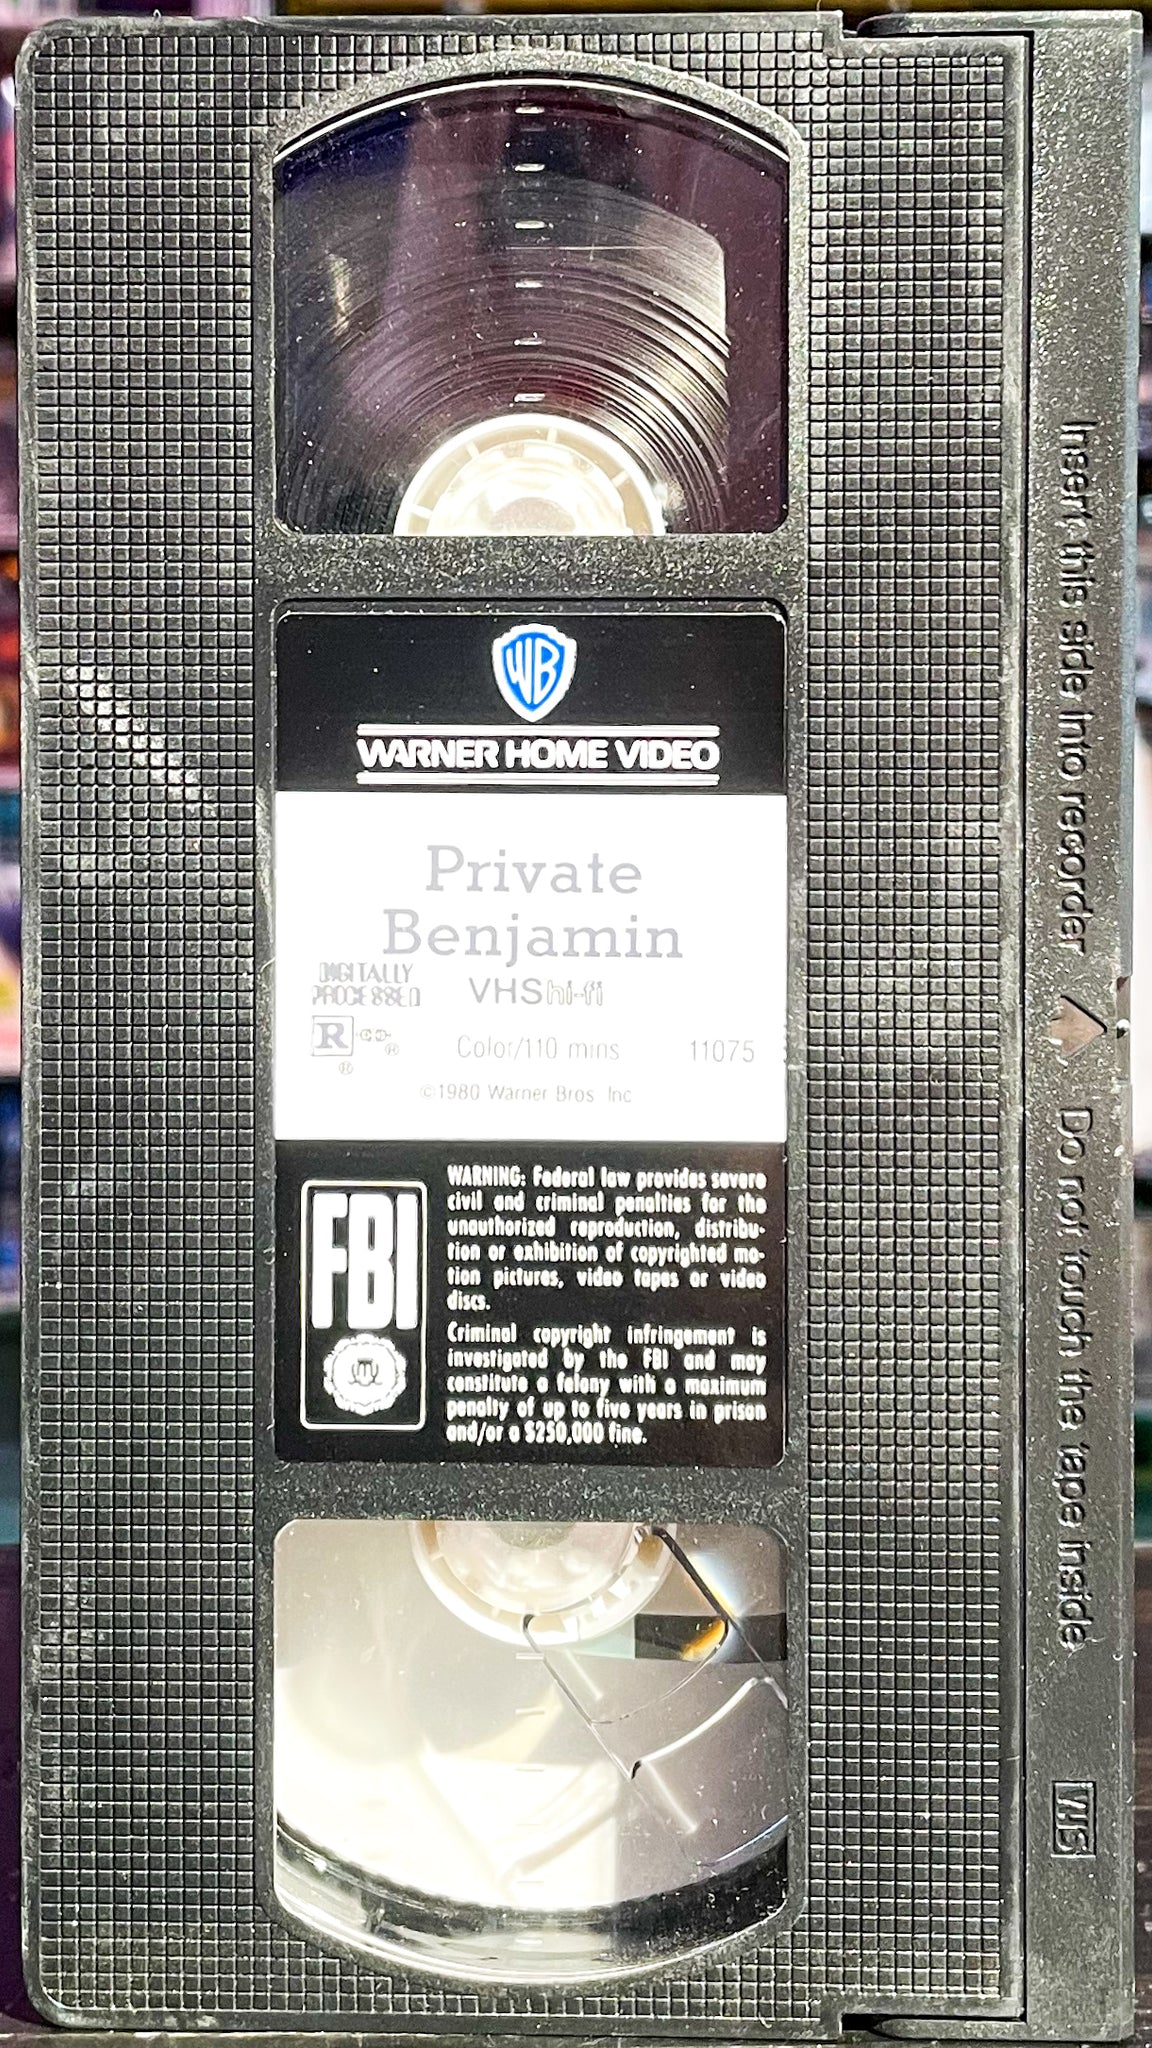 WB
WARNER HOME VIDEO
Private
Benjamin
DIGITALLY
PROCESSED
VHS hi-fi
R
Color/110 mins
11075
©1980 Warner Bros Inc
FBI
WARNING: Federal law provides severe
civil and criminal penalties for the
unauthorized reproduction, distribu-
tion or exhibition of copyrighted mo-
tion pictures, video tapes or video
discs.
Criminal copyright infringement is
investigated by the FBI and may
constitute a felony with a maximum
penalty of up to five years in prison
and/or a $250,000 fine.
Insert this side into recorder
Do not touch the tape inside
VHS